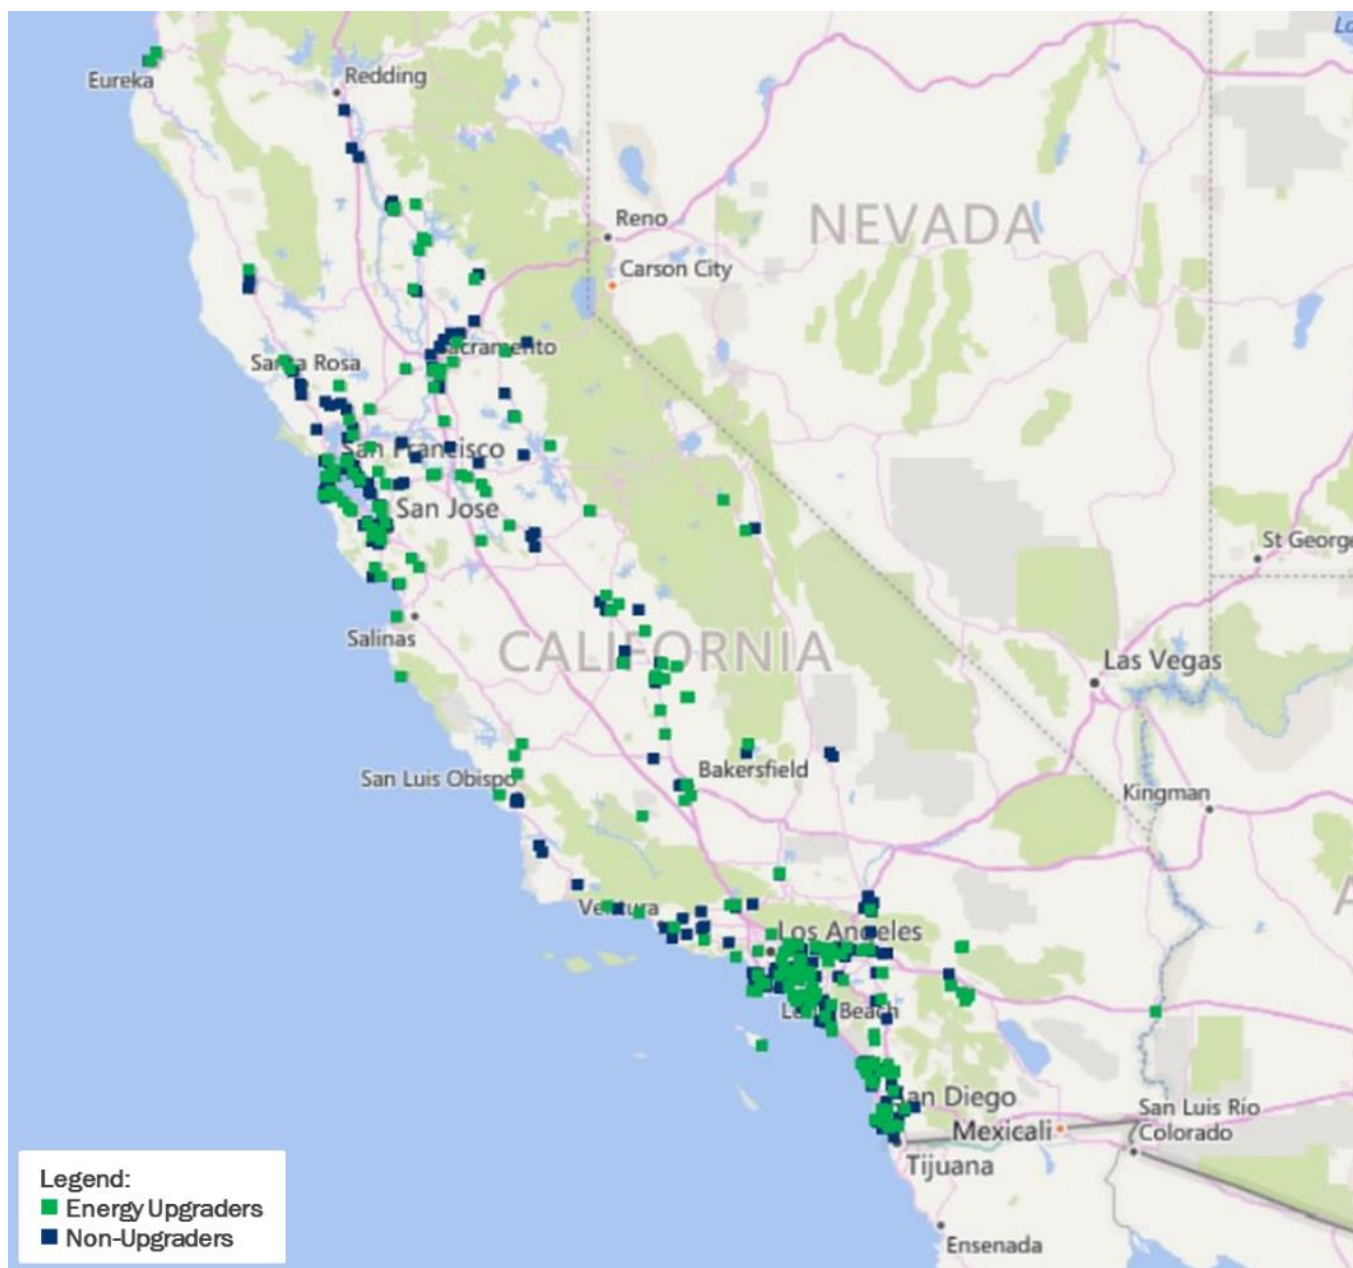 Lo
Eureka
Redding
Reno
NEVADA
Carson City
Sacramento
Santa Rosa
San Francisco
San Jose
St George
Salinas
CALIFORNIA
Las Vegas
San Luis Obispo
Bakersfield
Kingman
Ventura
A
Los Angeles
Long Beach
San Diego
San Luis Río
Colorado
Mexicali
Tijuana
Ensenada
Legend:
Energy Upgraders
Non-Upgraders